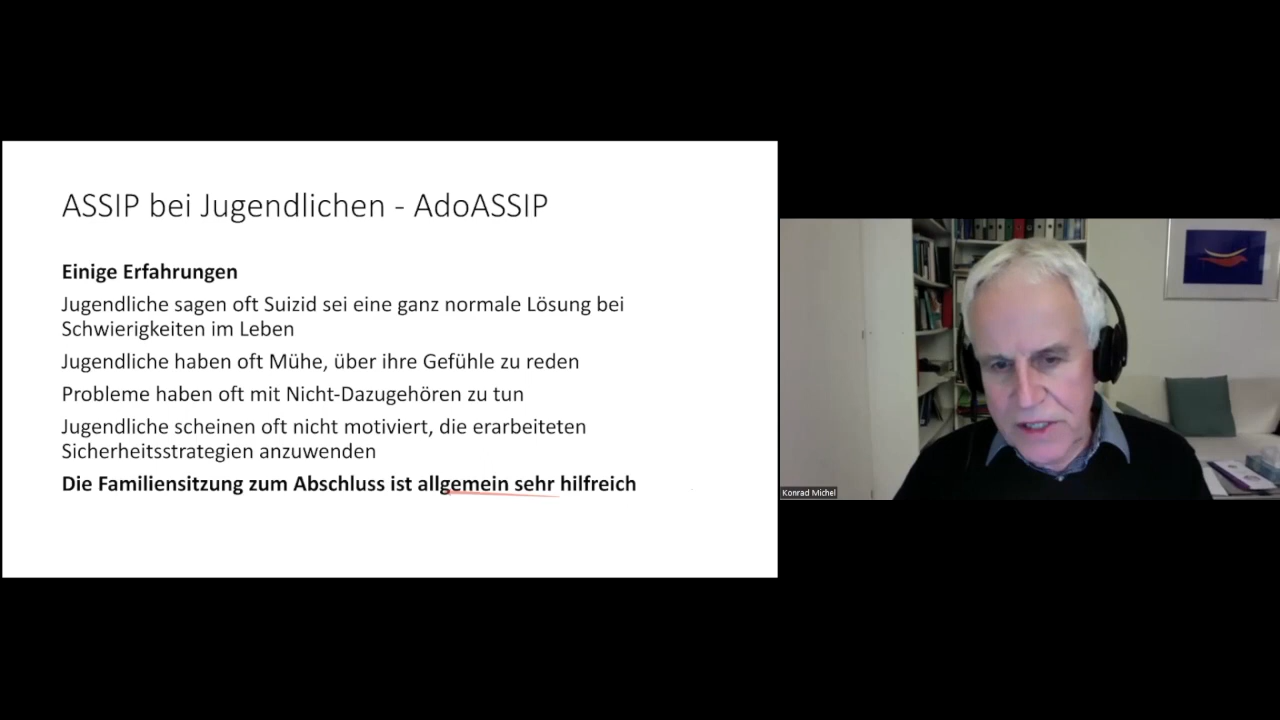 ASSIP bei Jugendlichen - AdoASSIP
Einige Erfahrungen
Jugendliche sagen oft Suizid sei eine ganz normale Lösung bei
Schwierigkeiten im Leben
Jugendliche haben oft Mühe, über ihre Gefühle zu reden
Probleme haben oft mit Nicht-Dazugehören zu tun
Jugendliche scheinen oft nicht motiviert, die erarbeiteten
Sicherheitsstrategien anzuwenden
Die Familiensitzung zum Abschluss ist allgemein sehr hilfreich
Konrad Michel